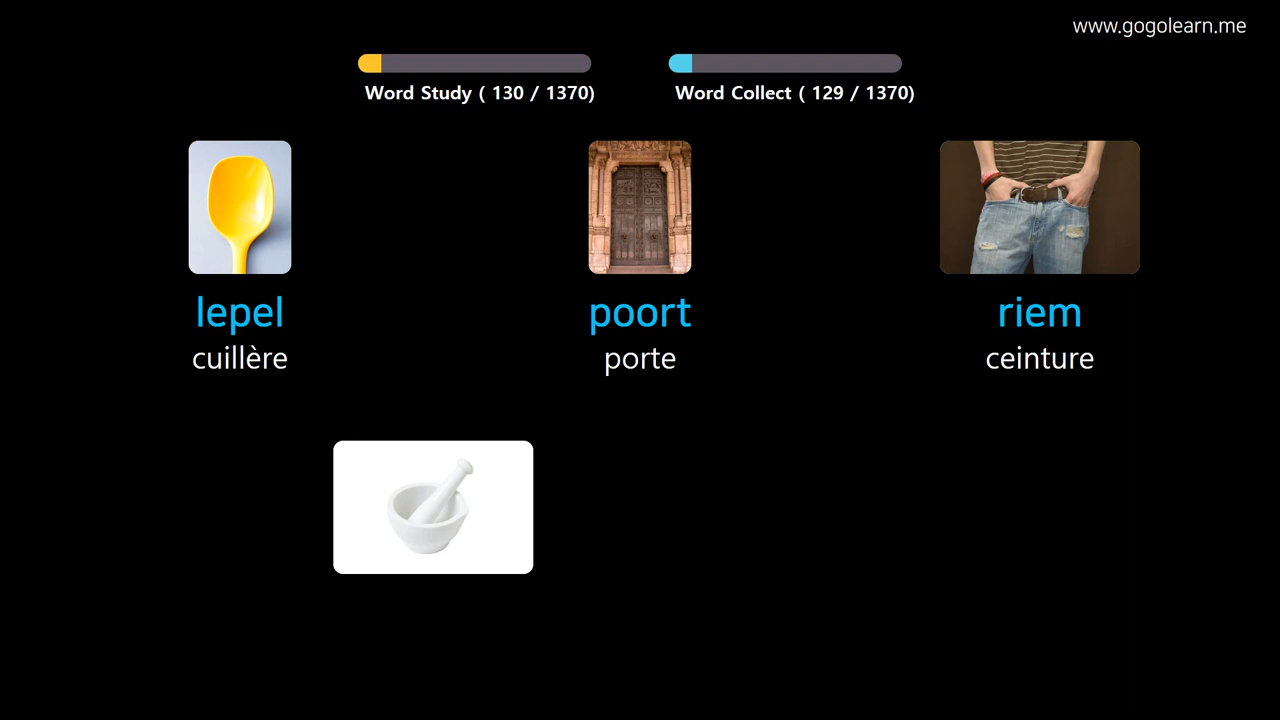 www.gogolearn.me
Word Study ( 130 / 1370)
Word Collect ( 129 / 1370)
lepel
cuillère
poort
porte
riem
ceinture